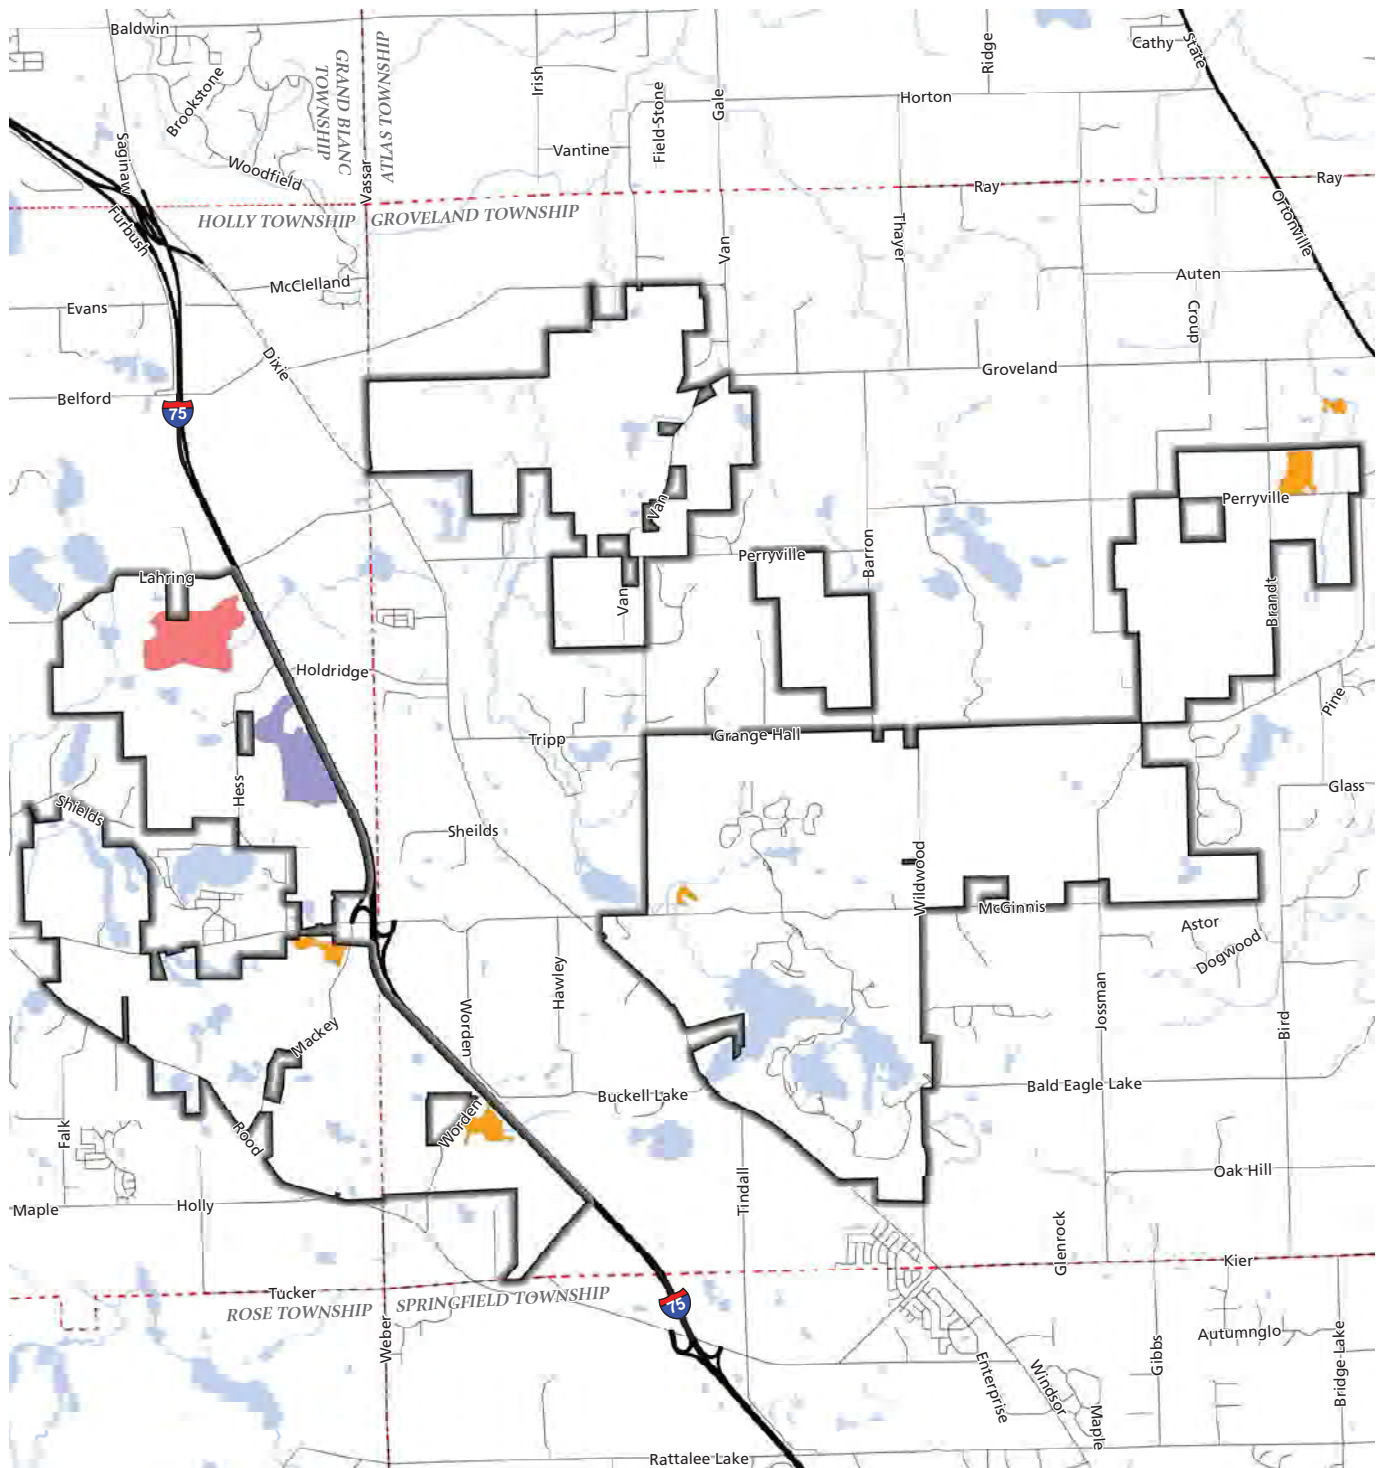 Baldwin
Cathy
State
Ridge
Irish
Brookstone
GRAND BLANC
TOWNSHIP
ATLAS TOWNSHIP
Field-Stone
Gale
Horton
Vantine
Saginaw
Woodfield
Vassar
Ray
Ray
HOLLY TOWNSHIP
GROVELAND TOWNSHIP
Furbush
Ortonville
Thayer
Van
McClelland
Auten
Evans
Croup
Dixie
Groveland
Belford
75
Van
Perryville
Barron
Perryville
Lahring
Van
Brandt
Holdridge
Pine
Tripp
Grange Hall
Hess
Glass
Shields
Sheilds
Wildwood
McGinnis
Astor
Dogwood
Hawley
Jossman
Worden
Bird
Mackey
Bald Eagle Lake
Buckell Lake
Worden
Falk
Rood
Tindall
Oak Hill
Maple
Holly
Glenrock
Kier
Tucker
ROSE TOWNSHIP
SPRINGFIELD TOWNSHIP
75
Weber
Autumnglo
Gibbs
Bridge-Lake
Enterprise
Windsor
Maple
Rattalee Lake